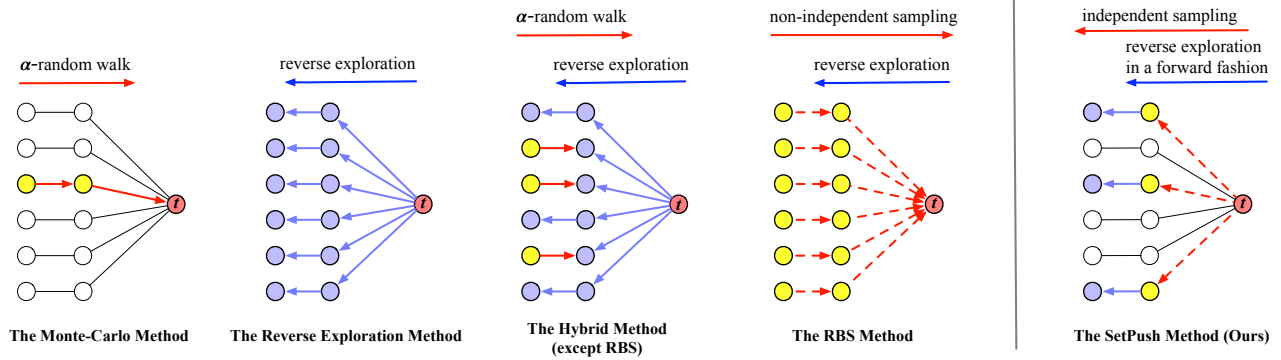 α-random walk
t
The Monte-Carlo Method
reverse exploration
t
The Reverse Exploration Method
α-random walk
reverse exploration
t
The Hybrid Method
(except RBS)
non-independent sampling
reverse exploration
t
The RBS Method
independent sampling
reverse exploration
in a forward fashion
t
The SetPush Method (Ours)